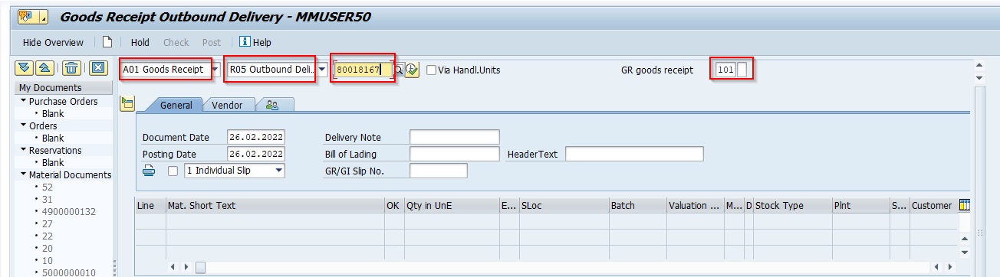 Goods Receipt Outbound Delivery - MMUSER50
Hide Overview Hold Check Post Help
A01 Goods Receipt R05 Outbound Deli.. 80018167 Via Handl.Units GR goods receipt 101
My Documents
Purchase Orders
Blank
Orders
Blank
Reservations
Blank
Material Documents
52
31
4900000132
27
22
20
10
5000000010
General Vendor
Document Date 26.02.2022 Delivery Note
Posting Date 26.02.2022 Bill of Lading HeaderText
1 Individual Slip GR/GI Slip No.
Line Mat. Short Text OK Qty in UnE E... SLoc Batch Valuation ... M... D Stock Type Plnt S... Customer